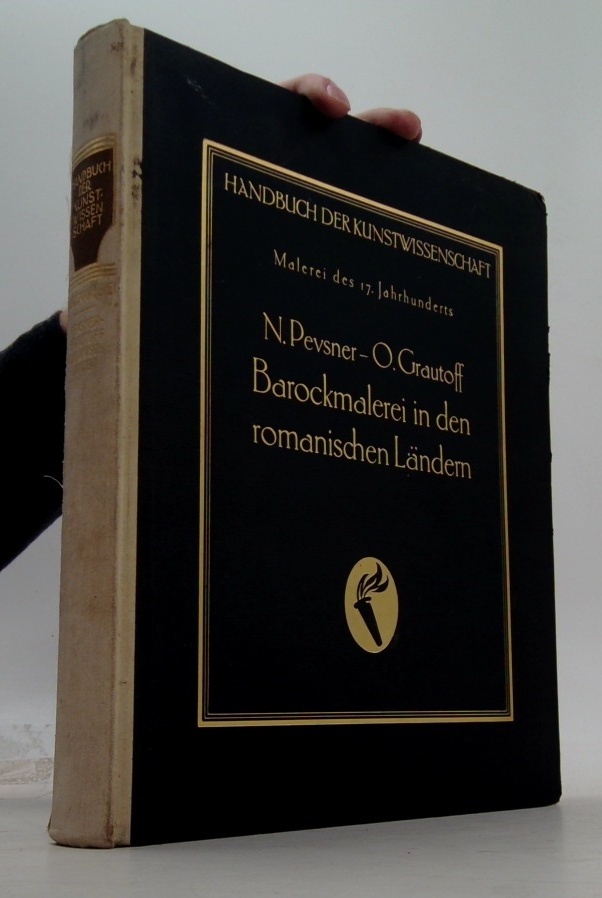 HANDBUCH
DER
KUNST-
WISSEN
SCHAFT
HANDBUCH DER KUNSTWISSENSCHAFT
Malerei des 17. Jahrhunderts
N. Pevsner – O. Grautoff
Barockmalerei in den
romanischen Ländern